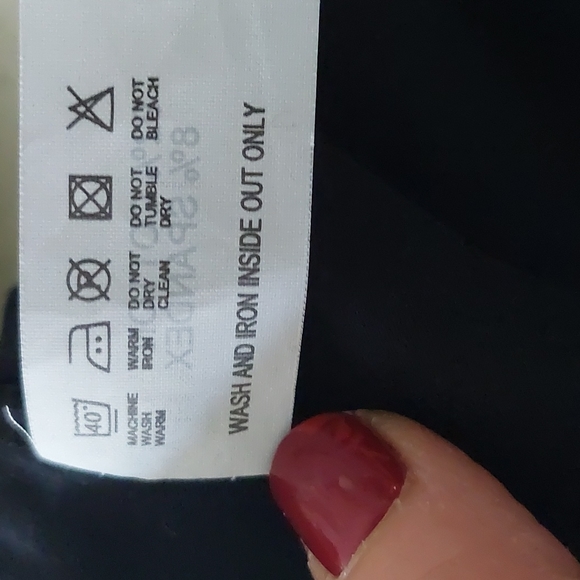 40°
MACHINE
WASH
WARM
WARM
IRON
DO NOT
DRY
CLEAN
DO NOT
TUMBLE
DRY
DO NOT
BLEACH
WASH AND IRON INSIDE OUT ONLY
8% SPANDEX